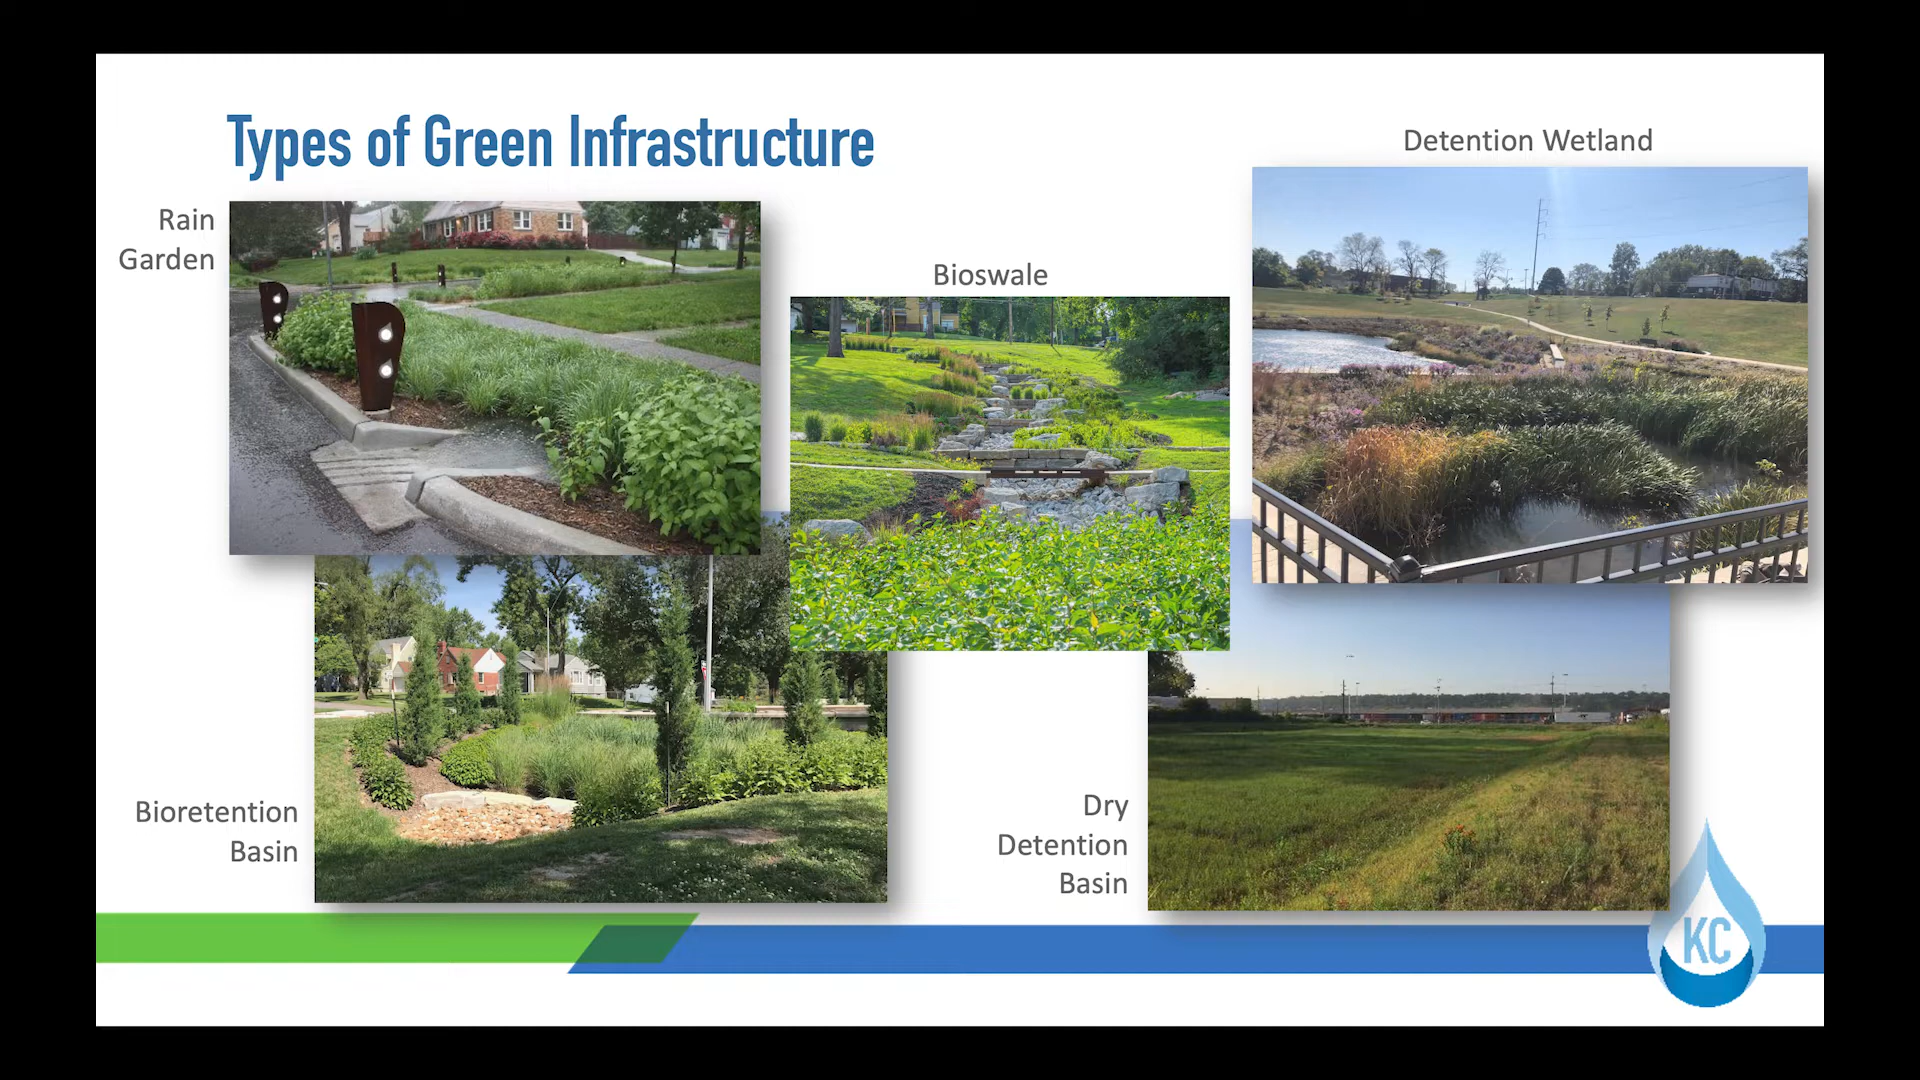 Types of Green Infrastructure
Rain
Garden
Bioswale
Detention Wetland
Bioretention
Basin
Dry
Detention
Basin
KC